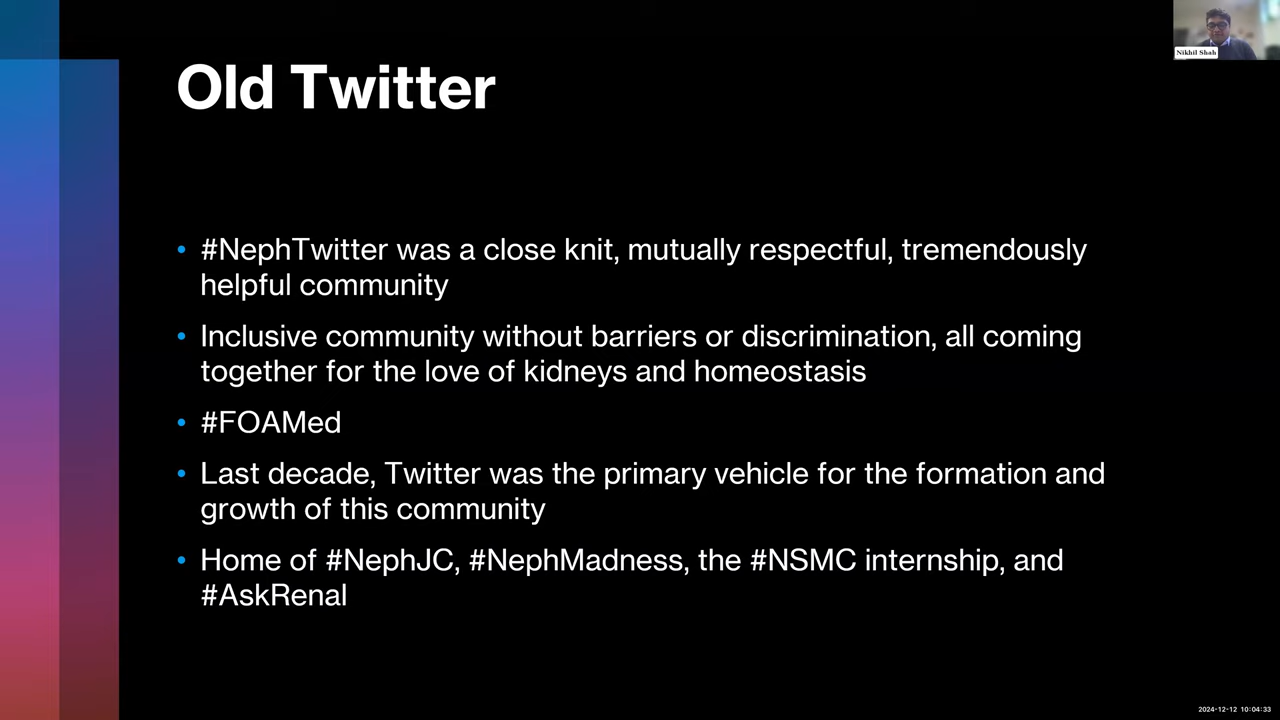 Nikhil Shah
Old Twitter
• #NephTwitter was a close knit, mutually respectful, tremendously
helpful community
• Inclusive community without barriers or discrimination, all coming
together for the love of kidneys and homeostasis
• #FOAMed
• Last decade, Twitter was the primary vehicle for the formation and
growth of this community
• Home of #NephJC, #NephMadness, the #NSMC internship, and
#AskRenal
2024-12-12 10:04:33